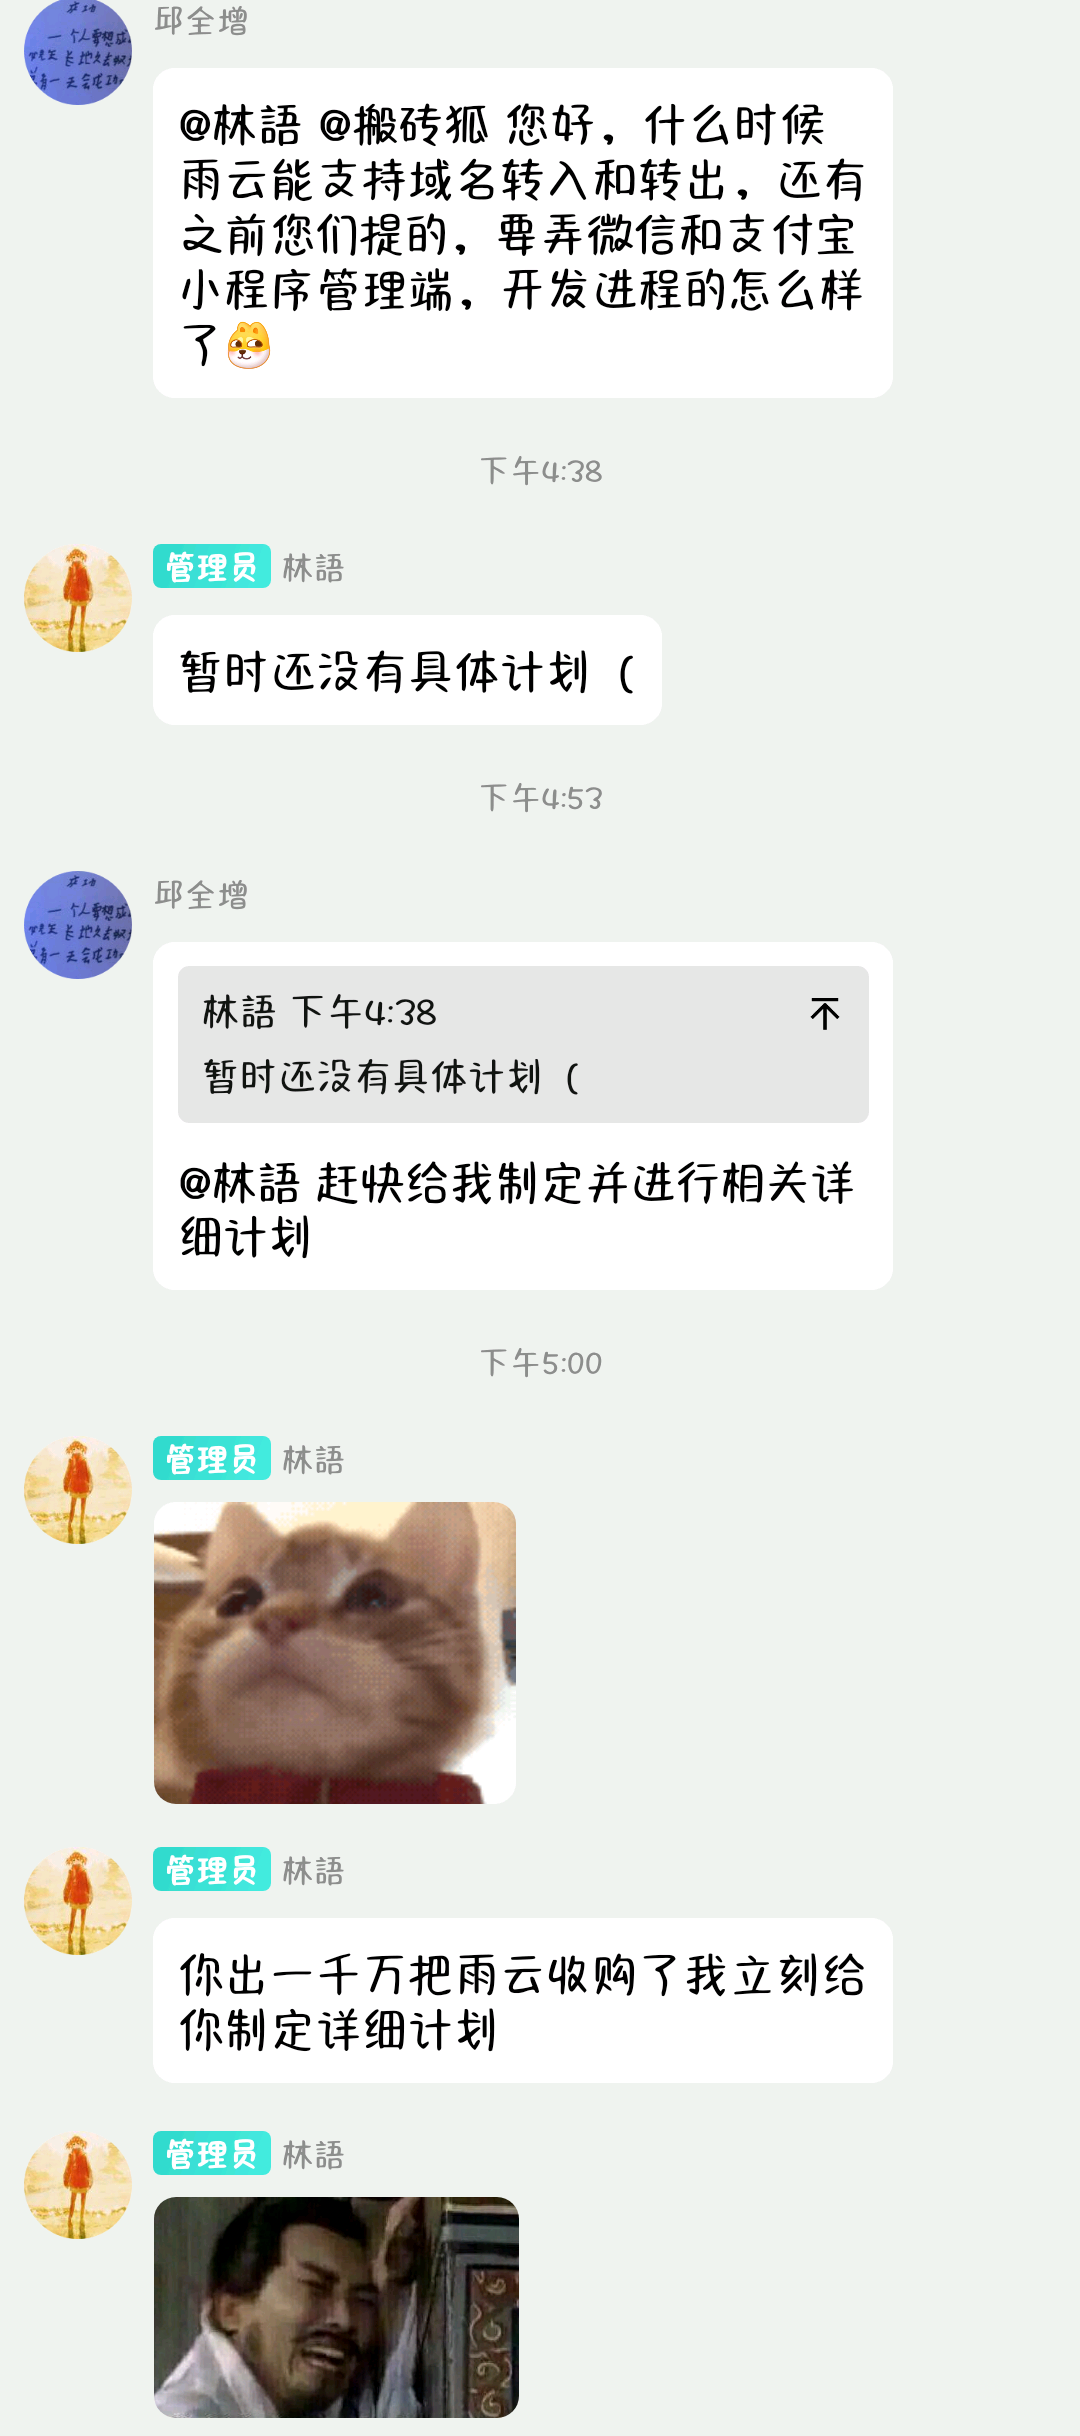 邱全增
@林語 @搬砖狐 您好，什么时候
雨云能支持域名转入和转出，还有
之前您们提的，要弄微信和支付宝
小程序管理端，开发进程的怎么样
了
下午4:38
管理员 林語
暂时还没有具体计划（
下午4:53
邱全增
林語 下午4:38
暂时还没有具体计划（
@林語 赶快给我制定并进行相关详
细计划
下午5:00
管理员 林語
管理员 林語
你出一千万把雨云收购了我立刻给
你制定详细计划
管理员 林語